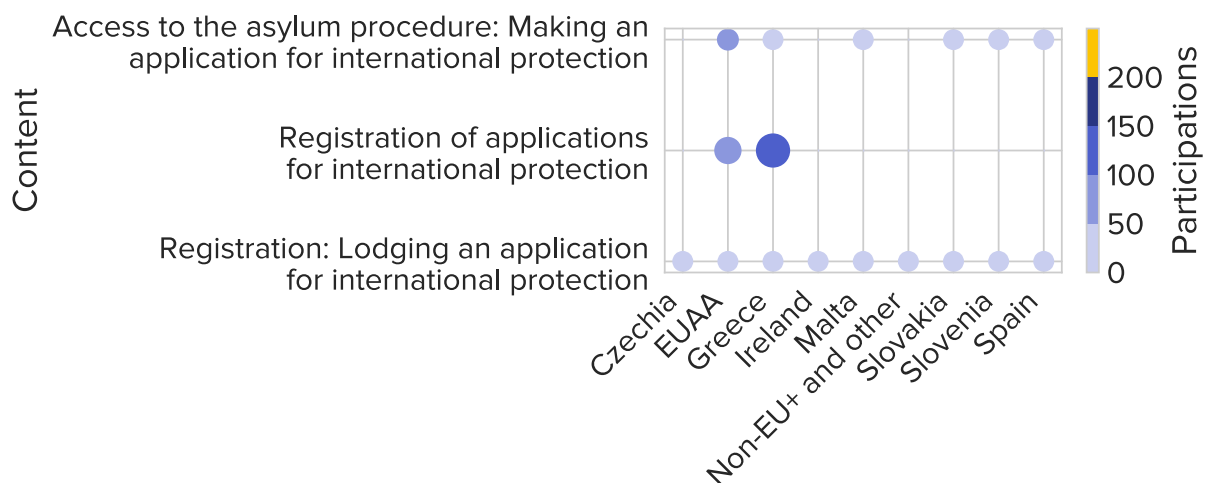 Access to the asylum procedure: Making an
application for international protection
Registration of applications
for international protection
Registration: Lodging an application
for international protection
Content
Czechia
EUAA
Greece
Ireland
Malta
Non-EU+ and other
Slovakia
Slovenia
Spain
200
150
100
50
0
Participations